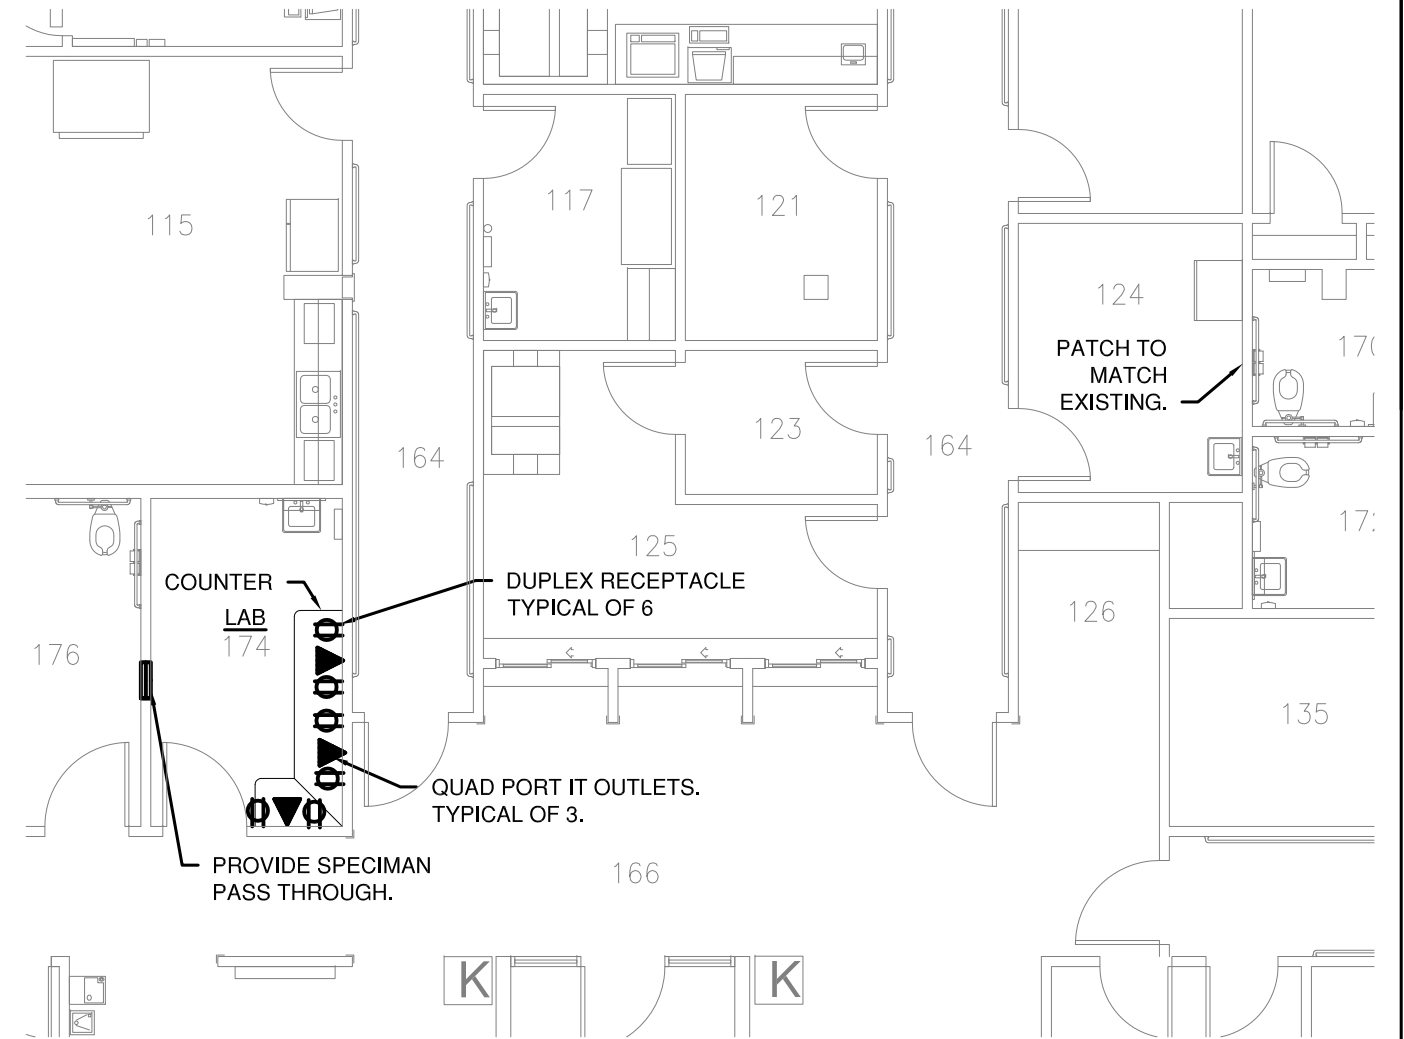 115
117
121
124
PATCH TO
MATCH
EXISTING.
123
164
164
125
COUNTER
DUPLEX RECEPTACLE
TYPICAL OF 6
LAB
174
176
126
135
QUAD PORT IT OUTLETS.
TYPICAL OF 3.
PROVIDE SPECIMAN
PASS THROUGH.
166
K
K